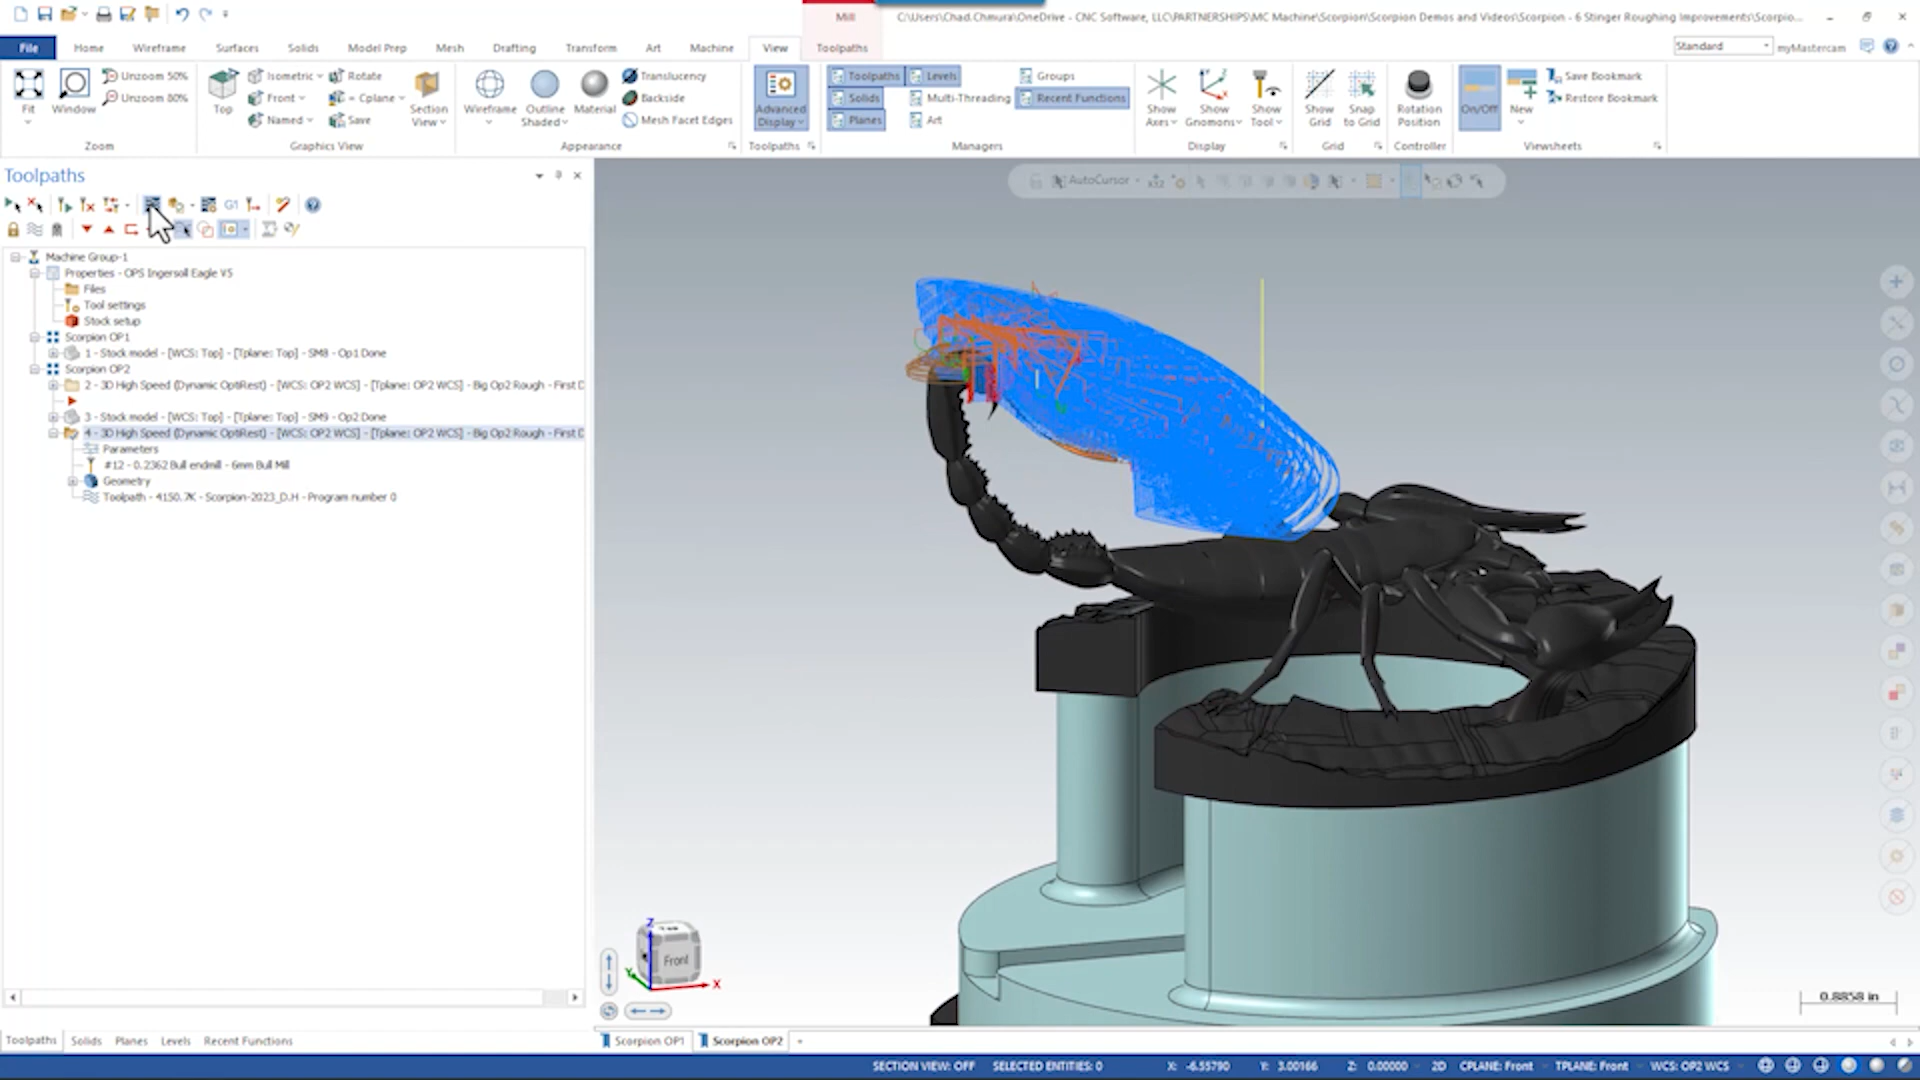 Mill
C:\Users\Chad.Chmura\OneDrive - CNC Software, LLC\PARTNERSHIPS\MC Machine\Scorpion\Scorpion Demos and Videos\Scorpion - 6 Stinger Roughing Improvements\Scorpio...
File Home Wireframe Surfaces Solids Model Prep Mesh Drafting Transform Art Machine View Toolpaths
Standard myMastercam
Fit Window Unzoom 50% Unzoom 80%
Zoom
Top Isometric Front Named Rotate = Cplane Save Section View
Graphics View
Wireframe Outline Shaded Material Translucency Backside Mesh Facet Edges
Appearance
Advanced Display
Toolpaths
Toolpaths Solids Planes Levels Multi-Threading Art Groups Recent Functions
Managers
Show Axes Show Gnomons Show Tool
Display
Show Grid Snap to Grid
Grid
Rotation Position
Controller
On/Off New Save Bookmark Restore Bookmark
Viewsheets
Toolpaths
AutoCursor
G1
Machine Group-1
Properties - OPS Ingersoll Eagle V5
Files
Tool settings
Stock setup
Scorpion OP1
1 - Stock model - [WCS: Top] - [Tplane: Top] - SM8 - Op1 Done
Scorpion OP2
2 - 3D High Speed (Dynamic OptiRest) - [WCS: OP2 WCS] - [Tplane: OP2 WCS] - Big Op2 Rough - First D
3 - Stock model - [WCS: Top] - [Tplane: Top] - SM9 - Op2 Done
4 - 3D High Speed (Dynamic OptiRest) - [WCS: OP2 WCS] - [Tplane: OP2 WCS] - Big Op2 Rough - First D
Parameters
#12 - 0.2362 Bull endmill - 6mm Bull Mill
Geometry
Toolpath - 4150.7K - Scorpion-2023_D.H - Program number 0
Z
Front
Y
X
0.8858 in
Toolpaths Solids Planes Levels Recent Functions
Scorpion OP1 Scorpion OP2 +
SECTION VIEW: OFF SELECTED ENTITIES: 0 X: -6.55790 Y: 3.00166 Z: 0.00000 2D CPLANE: Front TPLANE: Front WCS: OP2 WCS